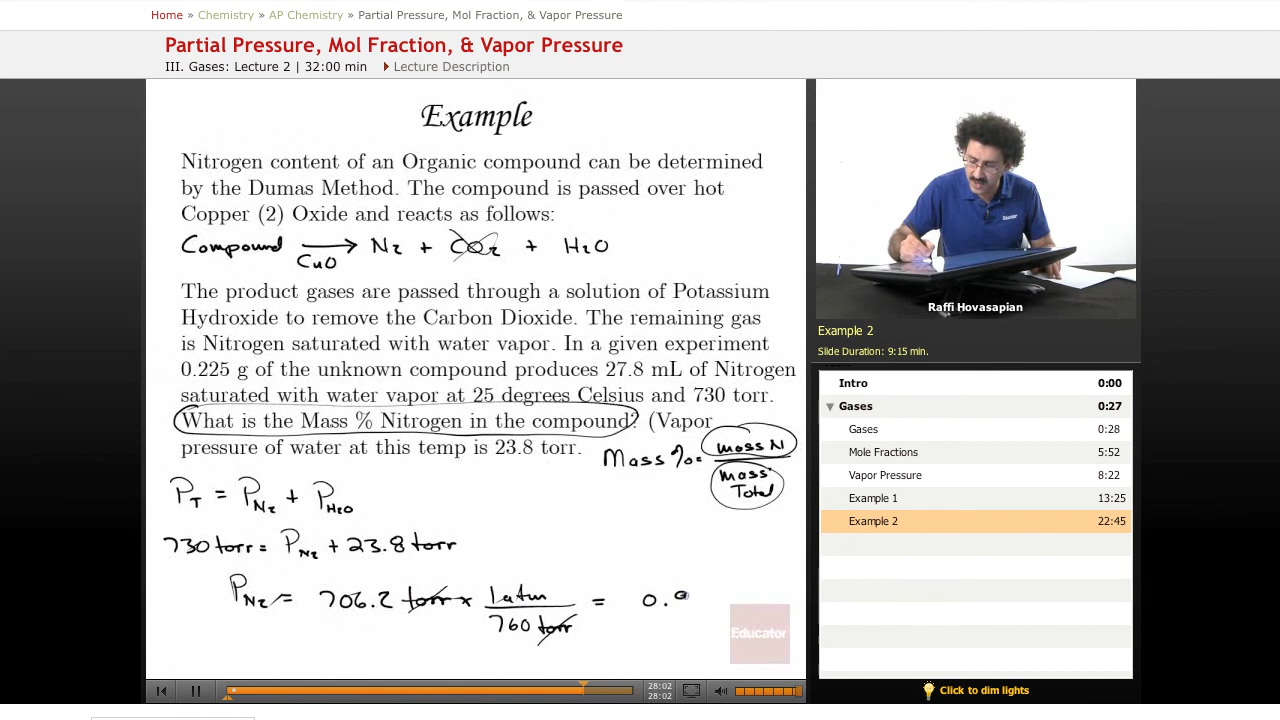 Home » Chemistry » AP Chemistry » Partial Pressure, Mol Fraction, & Vapor Pressure
Partial Pressure, Mol Fraction, & Vapor Pressure
III. Gases: Lecture 2 | 32:00 min
Lecture Description
Example
Nitrogen content of an Organic compound can be determined
by the Dumas Method. The compound is passed over hot
Copper (2) Oxide and reacts as follows:
Compound → N2 + CO2 + H2O
CuO
The product gases are passed through a solution of Potassium
Hydroxide to remove the Carbon Dioxide. The remaining gas
is Nitrogen saturated with water vapor. In a given experiment
0.225 g of the unknown compound produces 27.8 mL of Nitrogen
saturated with water vapor at 25 degrees Celsius and 730 torr.
What is the Mass % Nitrogen in the compound? (Vapor
pressure of water at this temp is 23.8 torr.
Mass % = mass N
mass
Total
PT = PN2 + PH2O
730 torr = PN2 + 23.8 torr
PN2 = 706.2 torr × 1 atm = 0.9
760 torr
Educator
28:02
28:02
Educator
Raffi Hovasapian
Example 2
Slide Duration: 9:15 min.
Intro 0:00
Gases 0:27
Gases 0:28
Mole Fractions 5:52
Vapor Pressure 8:22
Example 1 13:25
Example 2 22:45
Click to dim lights